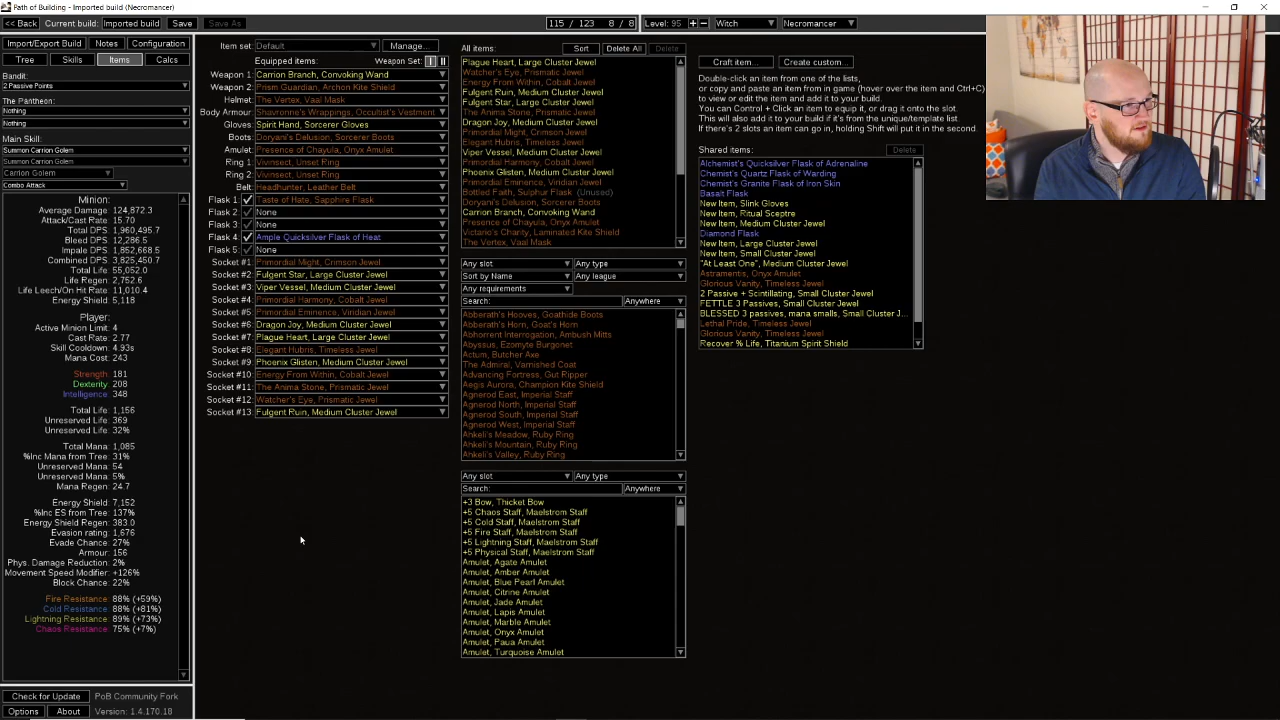 Path of Building - Imported build (Necromancer)
<< Back
Current build: Imported build
Save
Save As
115 / 123 8 / 8
Level: 95
Witch
Necromancer
Import/Export Build
Notes
Configuration
Tree
Skills
Items
Calcs
Bandit:
2 Passive Points
The Pantheon:
Nothing
Nothing
Main Skill:
Summon Carrion Golem
Summon Carrion Golem
Carrion Golem
Combo Attack
Minion:
Average Damage: 124,872.3
Attack/Cast Rate: 15.70
Total DPS: 1,960,495.7
Bleed DPS: 12,286.5
Impale DPS: 1,852,668.5
Combined DPS: 3,825,450.7
Total Life: 55,052.0
Life Regen: 2,752.6
Life Leech/On Hit Rate: 11,010.4
Energy Shield: 5,118
Player:
Active Minion Limit: 4
Cast Rate: 2.77
Skill Cooldown: 4.93s
Mana Cost: 243
Strength: 181
Dexterity: 208
Intelligence: 348
Total Life: 1,156
Unreserved Life: 369
Unreserved Life: 32%
Total Mana: 1,085
%Inc Mana from Tree: 31%
Unreserved Mana: 54
Unreserved Mana: 5%
Mana Regen: 24.7
Energy Shield: 7,152
%Inc ES from Tree: 137%
Energy Shield Regen: 383.0
Evasion rating: 1,676
Evade Chance: 27%
Armour: 156
Phys. Damage Reduction: 2%
Movement Speed Modifier: +126%
Block Chance: 22%
Fire Resistance: 88% (+59%)
Cold Resistance: 88% (+81%)
Lightning Resistance: 89% (+73%)
Chaos Resistance: 75% (+7%)
Check for Update
PoB Community Fork
Options
About
Version: 1.4.170.18
Item set: Default
Manage...
Equipped items:
Weapon Set: I II
Weapon 1: Carrion Branch, Convoking Wand
Weapon 2: Prism Guardian, Archon Kite Shield
Helmet: The Vertex, Vaal Mask
Body Armour: Shavronne's Wrappings, Occultist's Vestment
Gloves: Spirit Hand, Sorcerer Gloves
Boots: Doryani's Delusion, Sorcerer Boots
Amulet: Presence of Chayula, Onyx Amulet
Ring 1: Vivinsect, Unset Ring
Ring 2: Vivinsect, Unset Ring
Belt: Headhunter, Leather Belt
Flask 1: Taste of Hate, Sapphire Flask
Flask 2: None
Flask 3: None
Flask 4: Ample Quicksilver Flask of Heat
Flask 5: None
Socket #1: Primordial Might, Crimson Jewel
Socket #2: Fulgent Star, Large Cluster Jewel
Socket #3: Viper Vessel, Medium Cluster Jewel
Socket #4: Primordial Harmony, Cobalt Jewel
Socket #5: Primordial Eminence, Viridian Jewel
Socket #6: Dragon Joy, Medium Cluster Jewel
Socket #7: Plague Heart, Large Cluster Jewel
Socket #8: Elegant Hubris, Timeless Jewel
Socket #9: Phoenix Glisten, Medium Cluster Jewel
Socket #10: Energy From Within, Cobalt Jewel
Socket #11: The Anima Stone, Prismatic Jewel
Socket #12: Watcher's Eye, Prismatic Jewel
Socket #13: Fulgent Ruin, Medium Cluster Jewel
All items:
Sort
Delete All
Delete
Plague Heart, Large Cluster Jewel
Watcher's Eye, Prismatic Jewel
Energy From Within, Cobalt Jewel
Fulgent Ruin, Medium Cluster Jewel
Fulgent Star, Large Cluster Jewel
The Anima Stone, Prismatic Jewel
Dragon Joy, Medium Cluster Jewel
Primordial Might, Crimson Jewel
Elegant Hubris, Timeless Jewel
Viper Vessel, Medium Cluster Jewel
Primordial Harmony, Cobalt Jewel
Phoenix Glisten, Medium Cluster Jewel
Primordial Eminence, Viridian Jewel
Bottled Faith, Sulphur Flask (Unused)
Doryani's Delusion, Sorcerer Boots
Carrion Branch, Convoking Wand
Presence of Chayula, Onyx Amulet
Victario's Charity, Laminated Kite Shield
The Vertex, Vaal Mask
Any slot
Any type
Sort by Name
Any league
Any requirements
Search:
Anywhere
Abberath's Hooves, Goathide Boots
Abberath's Horn, Goat's Horn
Abhorrent Interrogation, Ambush Mitts
Abyssus, Ezomyte Burgonet
Actum, Butcher Axe
The Admiral, Varnished Coat
Advancing Fortress, Gut Ripper
Aegis Aurora, Champion Kite Shield
Agnerod East, Imperial Staff
Agnerod North, Imperial Staff
Agnerod South, Imperial Staff
Agnerod West, Imperial Staff
Ahkeli's Meadow, Ruby Ring
Ahkeli's Mountain, Ruby Ring
Ahkeli's Valley, Ruby Ring
Any slot
Any type
Search:
Anywhere
+3 Bow, Thicket Bow
+5 Chaos Staff, Maelstrom Staff
+5 Cold Staff, Maelstrom Staff
+5 Fire Staff, Maelstrom Staff
+5 Lightning Staff, Maelstrom Staff
+5 Physical Staff, Maelstrom Staff
Amulet, Agate Amulet
Amulet, Amber Amulet
Amulet, Blue Pearl Amulet
Amulet, Citrine Amulet
Amulet, Jade Amulet
Amulet, Lapis Amulet
Amulet, Marble Amulet
Amulet, Onyx Amulet
Amulet, Paua Amulet
Amulet, Turquoise Amulet
Craft item...
Create custom...
Double-click an item from one of the lists,
or copy and paste an item from in game (hover over the item and Ctrl+C)
to view or edit the item and add it to your build.
You can Control + Click an item to equip it, or drag it onto the slot.
This will also add it to your build if it's from the unique/template list.
If there's 2 slots an item can go in, holding Shift will put it in the second.
Shared items:
Delete
Alchemist's Quicksilver Flask of Adrenaline
Chemist's Quartz Flask of Warding
Chemist's Granite Flask of Iron Skin
Basalt Flask
New Item, Slink Gloves
New Item, Ritual Sceptre
New Item, Medium Cluster Jewel
Diamond Flask
New Item, Large Cluster Jewel
New Item, Small Cluster Jewel
"At Least One", Medium Cluster Jewel
Astramentis, Onyx Amulet
Glorious Vanity, Timeless Jewel
2 Passive + Scintillating, Small Cluster Jewel
FETTLE 3 Passives, Small Cluster Jewel
BLESSED 3 passives, mana smalls, Small Cluster J...
Lethal Pride, Timeless Jewel
Glorious Vanity, Timeless Jewel
Recover % Life, Titanium Spirit Shield